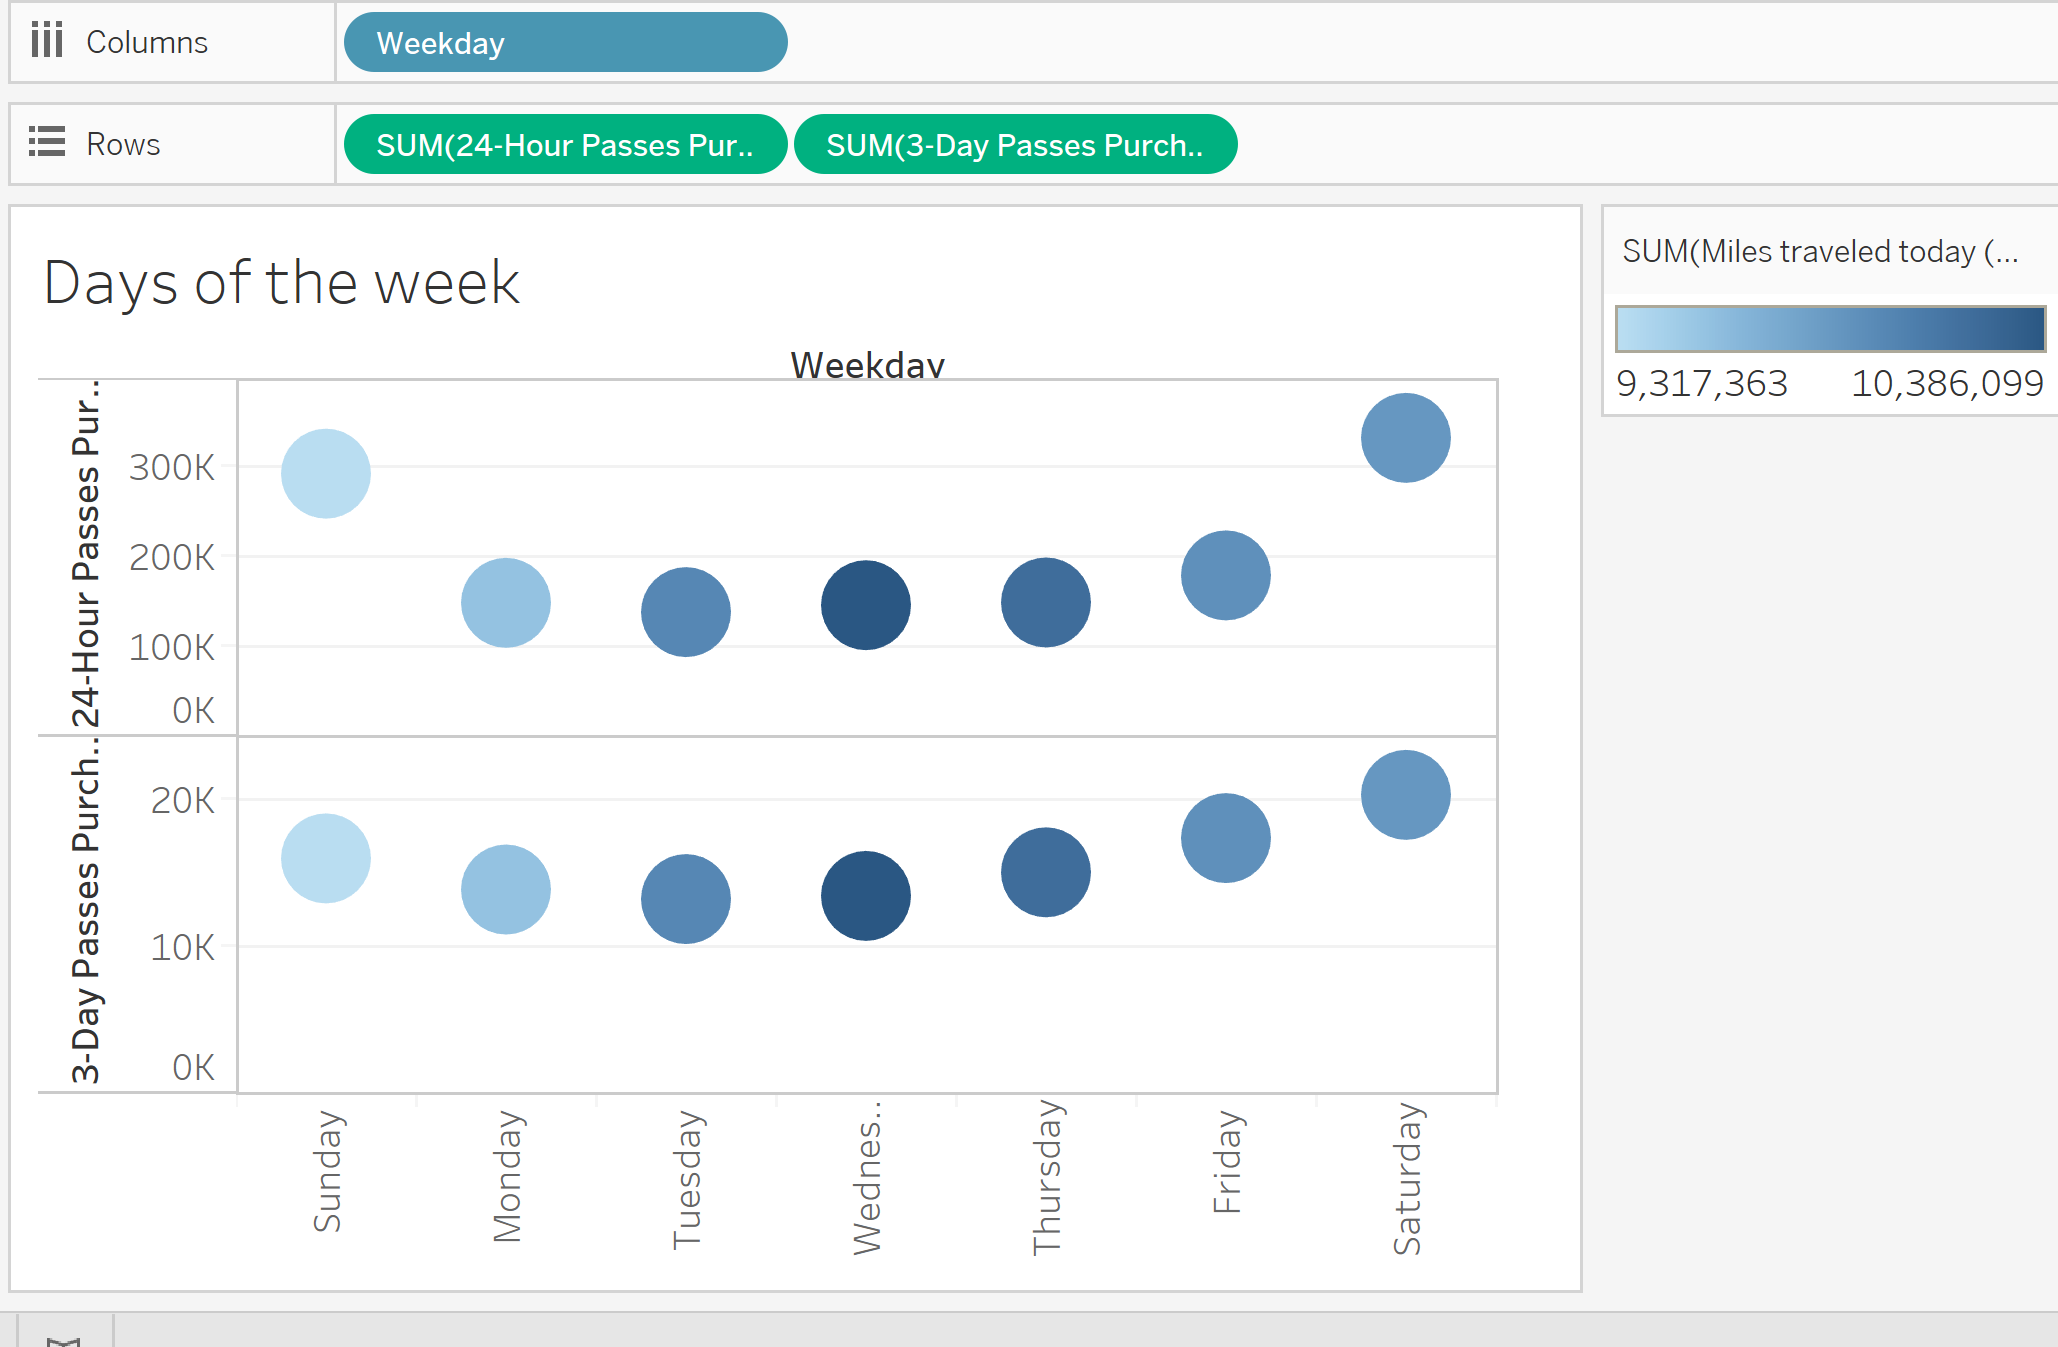 Columns
Weekday
Rows
SUM(24-Hour Passes Pur..
SUM(3-Day Passes Purch..
Days of the week
SUM(Miles traveled today (...
9,317,363 10,386,099
Weekday
24-Hour Passes Pur..
300K
200K
100K
0K
3-Day Passes Purch..
20K
10K
0K
Sunday
Monday
Tuesday
Wednes..
Thursday
Friday
Saturday